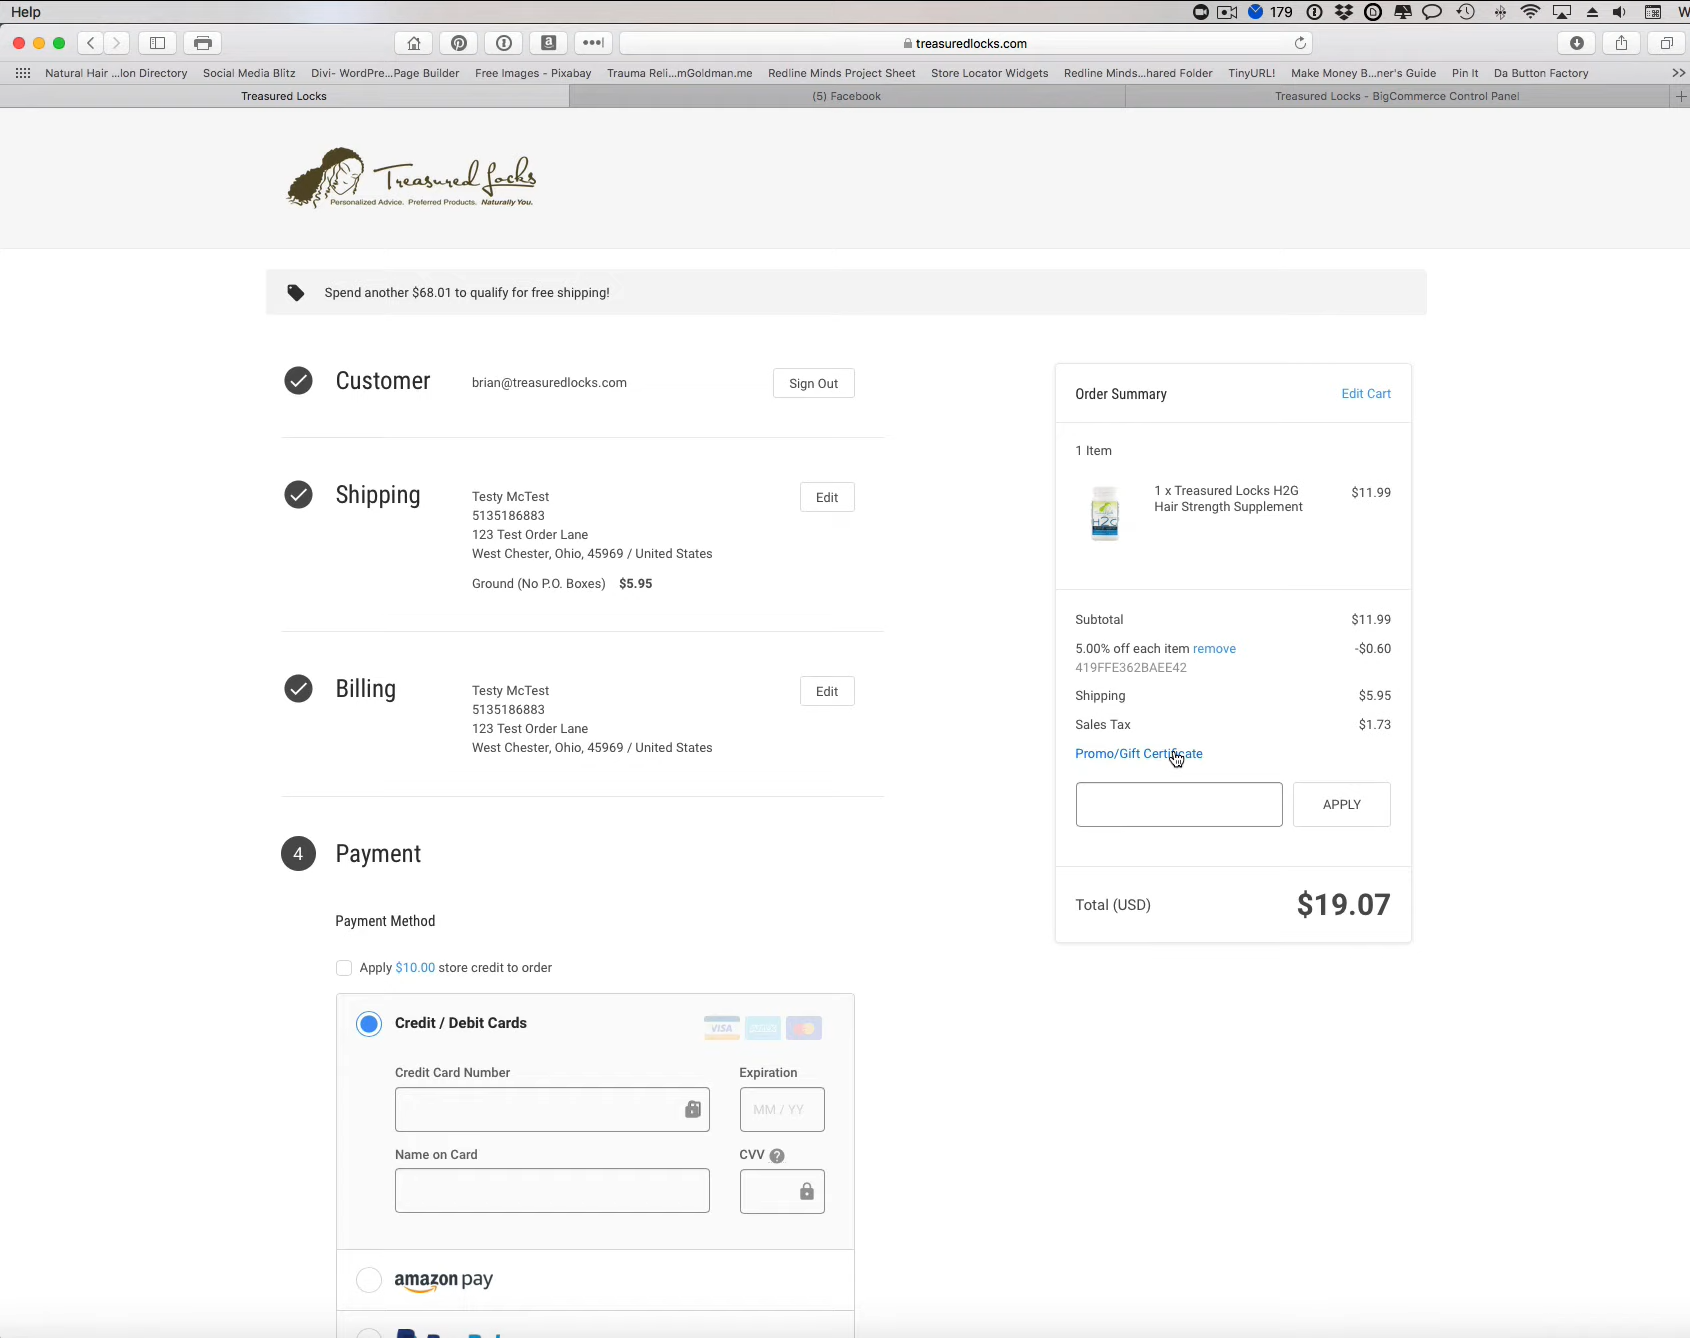 Help
179
treasuredlocks.com
Natural Hair ...lon Directory
Social Media Blitz
Divi- WordPre...Page Builder
Free Images - Pixabay
Trauma Reli...mGoldman.me
Redline Minds Project Sheet
Store Locator Widgets
Redline Minds...hared Folder
TinyURL!
Make Money B...ner's Guide
Pin It
Da Button Factory
Treasured Locks
(5) Facebook
Treasured Locks - BigCommerce Control Panel
Treasured Locks
Personalized Advice. Preferred Products. Naturally You.
Spend another $68.01 to qualify for free shipping!
Customer
brian@treasuredlocks.com
Sign Out
Shipping
Testy McTest
5135186883
123 Test Order Lane
West Chester, Ohio, 45969 / United States
Ground (No P.O. Boxes) $5.95
Edit
Billing
Testy McTest
5135186883
123 Test Order Lane
West Chester, Ohio, 45969 / United States
Edit
4
Payment
Payment Method
Apply $10.00 store credit to order
Credit / Debit Cards
VISA
Credit Card Number
Expiration
MM / YY
Name on Card
CVV ?
amazon pay
Order Summary
Edit Cart
1 Item
1 x Treasured Locks H2G
Hair Strength Supplement
$11.99
Subtotal
$11.99
5.00% off each item remove
-$0.60
419FFE362BAEE42
Shipping
$5.95
Sales Tax
$1.73
Promo/Gift Certificate
APPLY
Total (USD)
$19.07